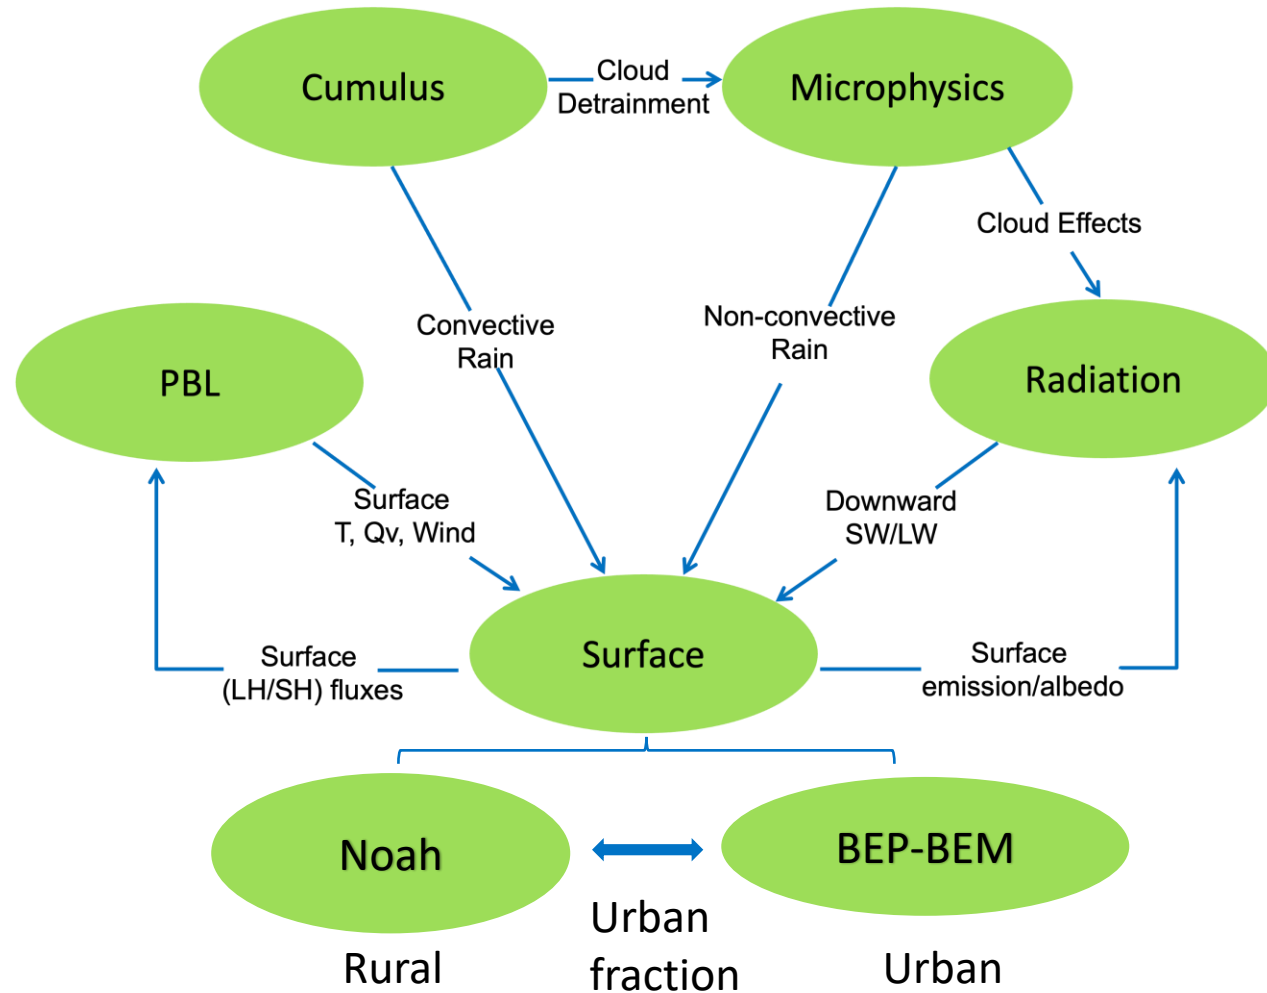 Cumulus
Cloud
Detrainment
Microphysics
Cloud Effects
Convective
Rain
Non-convective
Rain
PBL
Radiation
Surface
T, Qv, Wind
Downward
SW/LW
Surface
(LH/SH) fluxes
Surface
Surface
emission/albedo
Noah
BEP-BEM
Urban
fraction
Rural
Urban